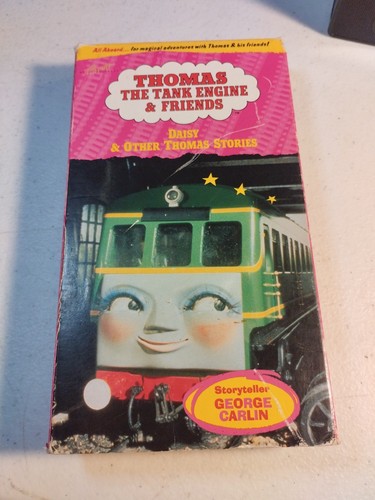 All Aboard... for magical adventures with Thomas & his friends!
THOMAS
THE TANK ENGINE
& FRIENDS
DAISY
& OTHER THOMAS STORIES
Storyteller
GEORGE
CARLIN